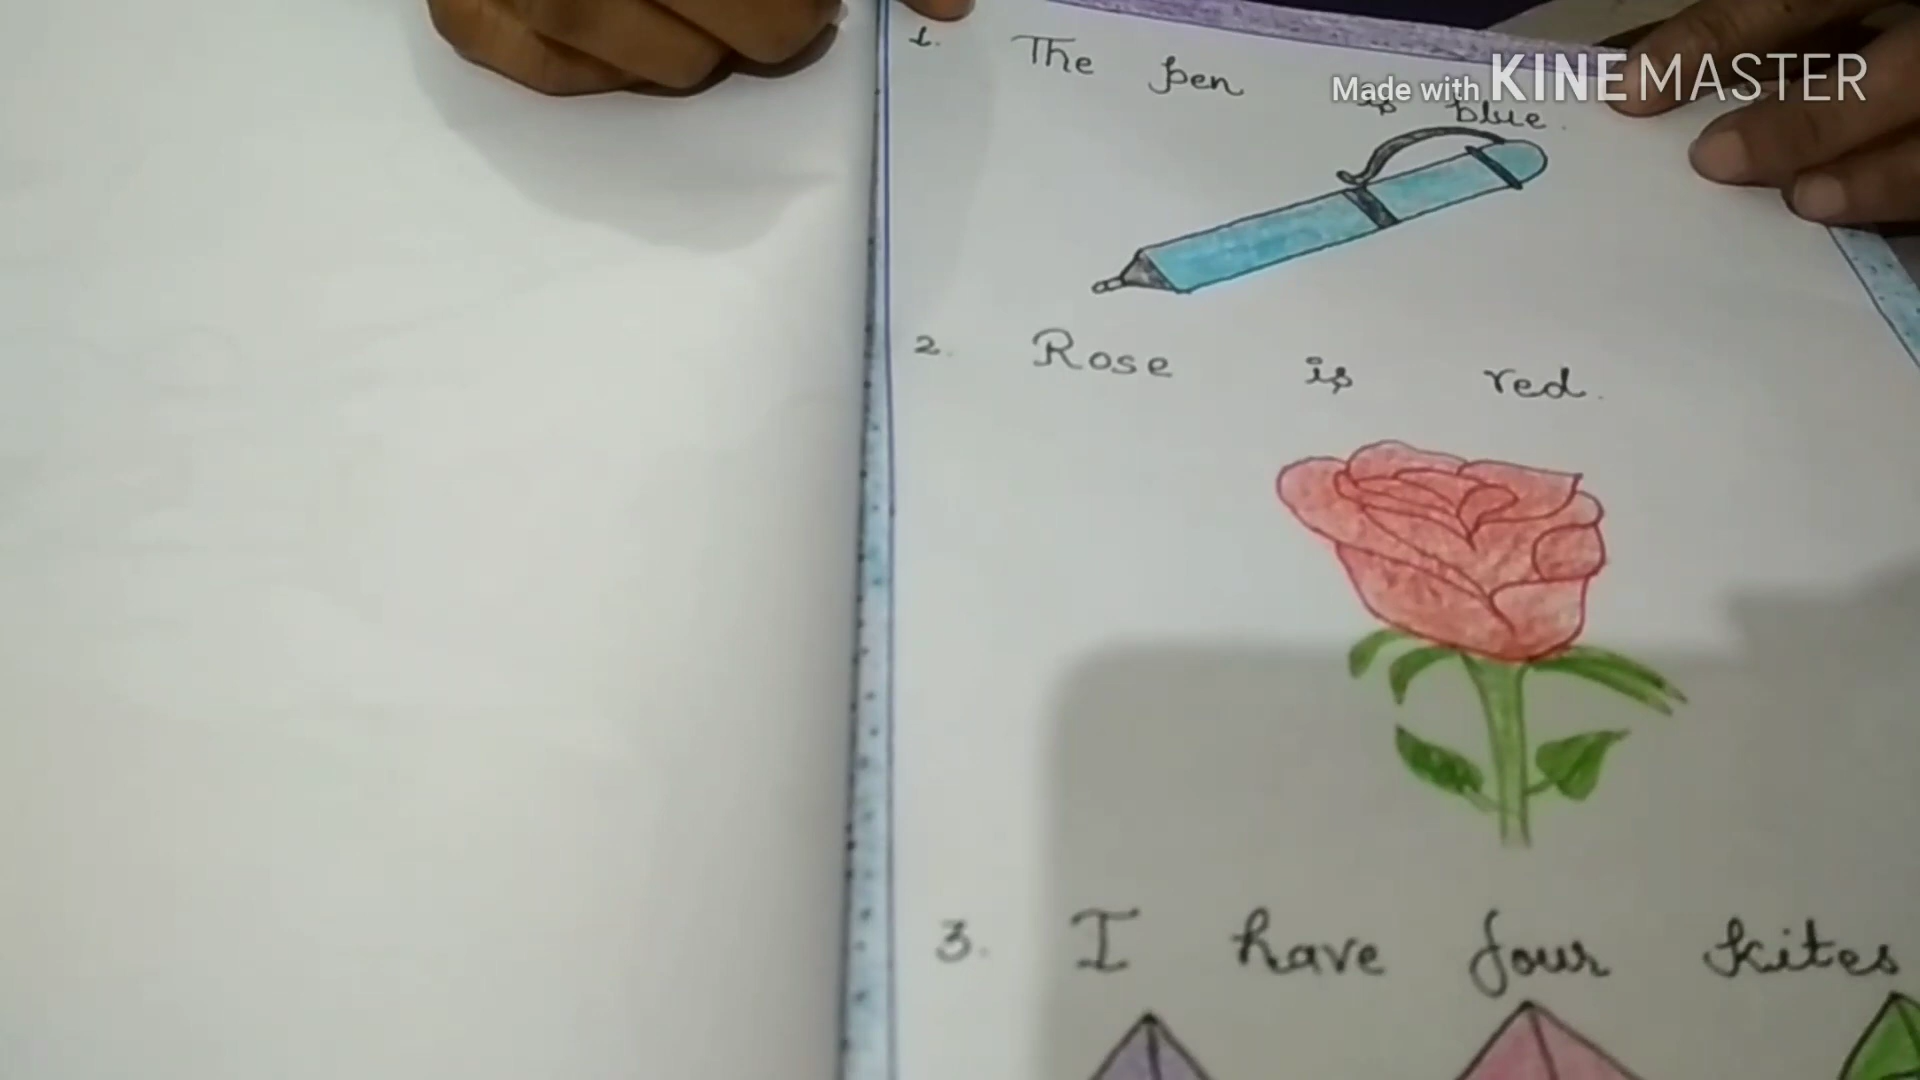 1. The pen is blue.
Made with KINEMASTER
2. Rose is red.
3. I have four kites